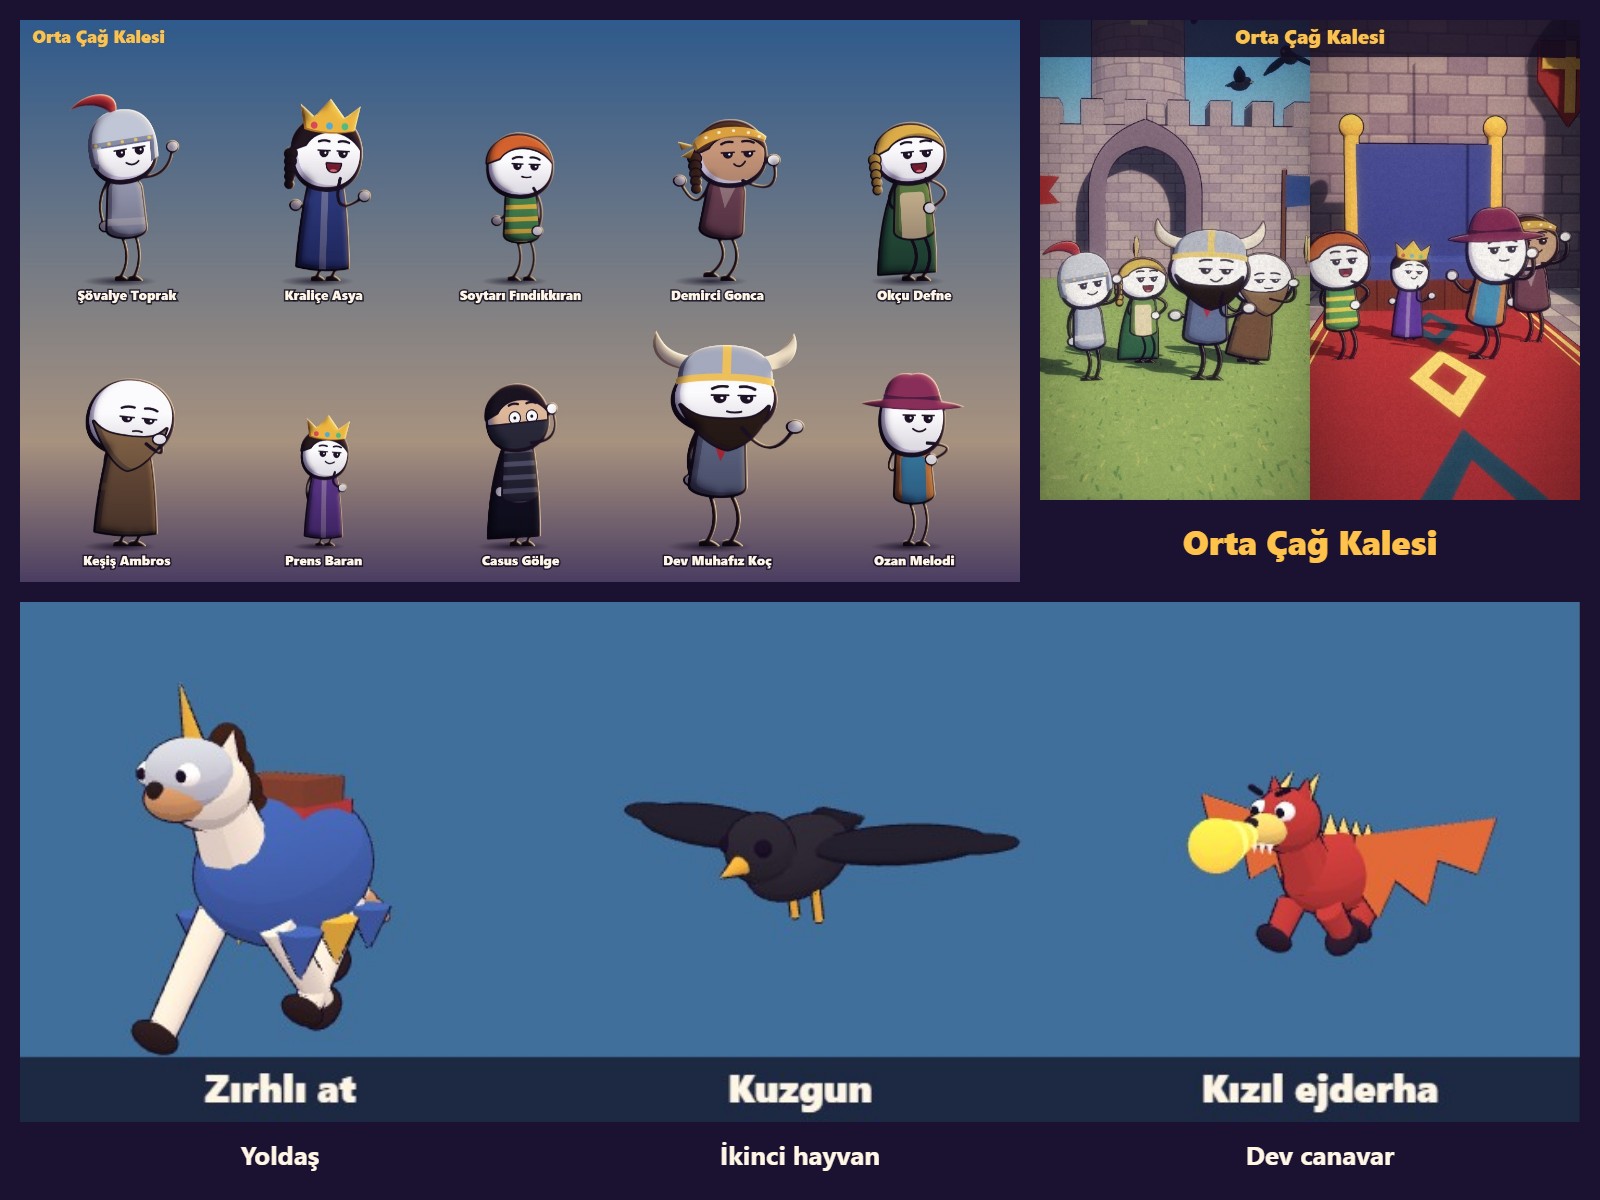 Orta Çağ Kalesi
Şövalye Toprak
Kraliçe Asya
Soytarı Fındıkkıran
Demirci Gonca
Okçu Defne
Keşiş Ambros
Prens Baran
Casus Gölge
Dev Muhafız Koç
Ozan Melodi
Orta Çağ Kalesi
Orta Çağ Kalesi
Zırhlı at
Kuzgun
Kızıl ejderha
Yoldaş
İkinci hayvan
Dev canavar